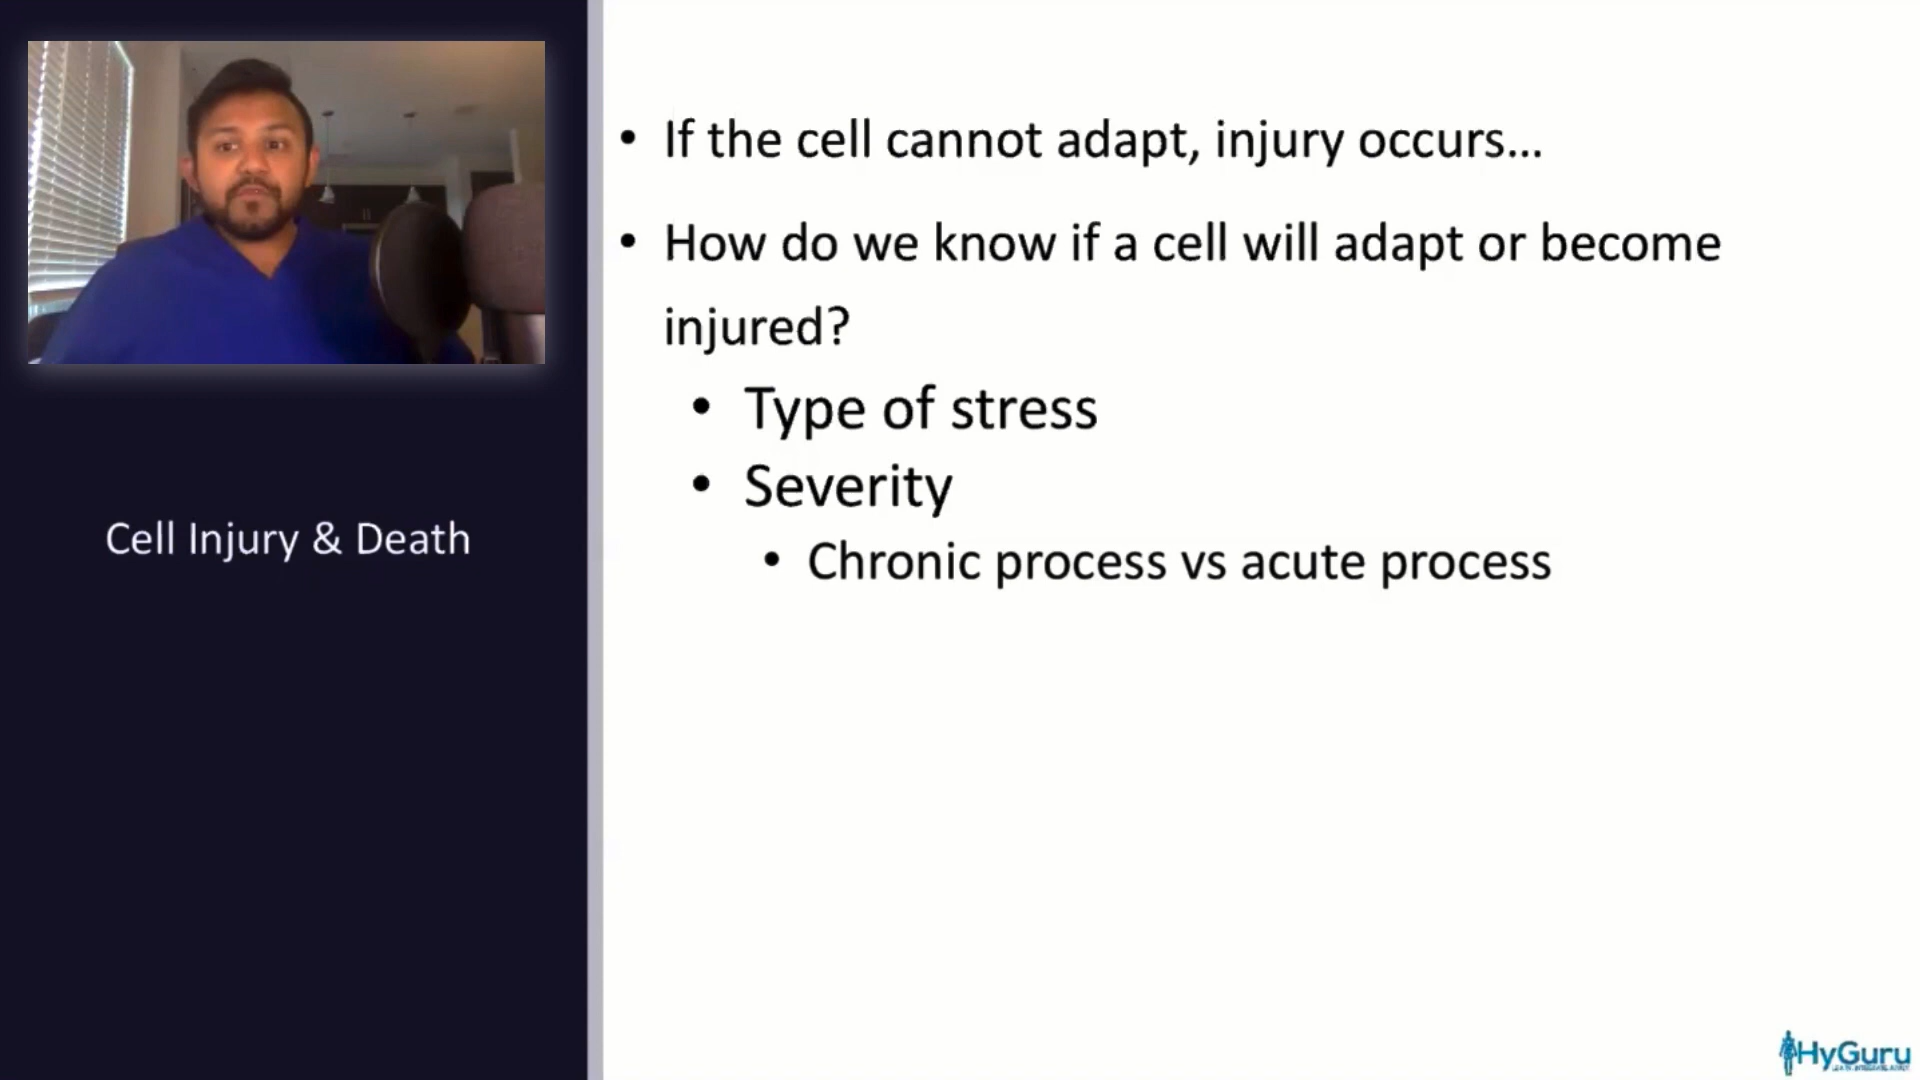 Cell Injury & Death
• If the cell cannot adapt, injury occurs...
• How do we know if a cell will adapt or become
injured?
• Type of stress
• Severity
• Chronic process vs acute process
HyGuru